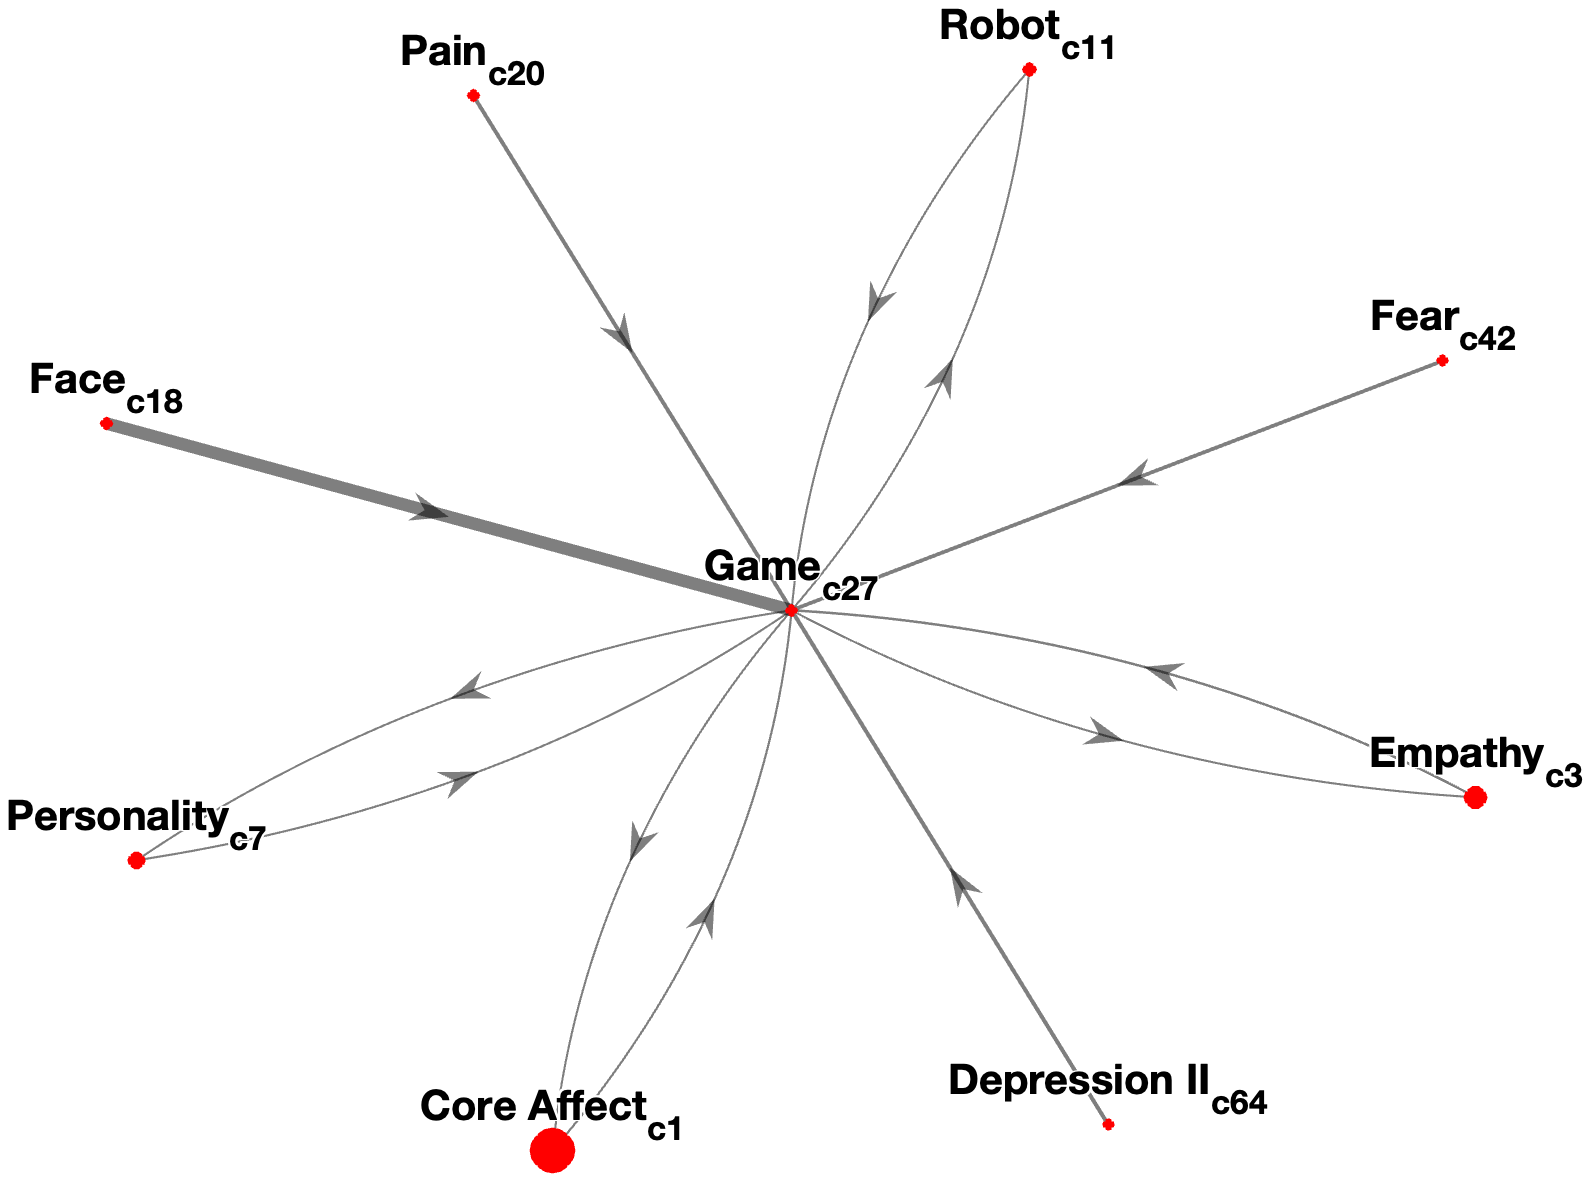 Robot c11
Pain c20
Fear c42
Face c18
Game c27
Empathy c3
Personality c7
Depression II c64
Core Affect c1